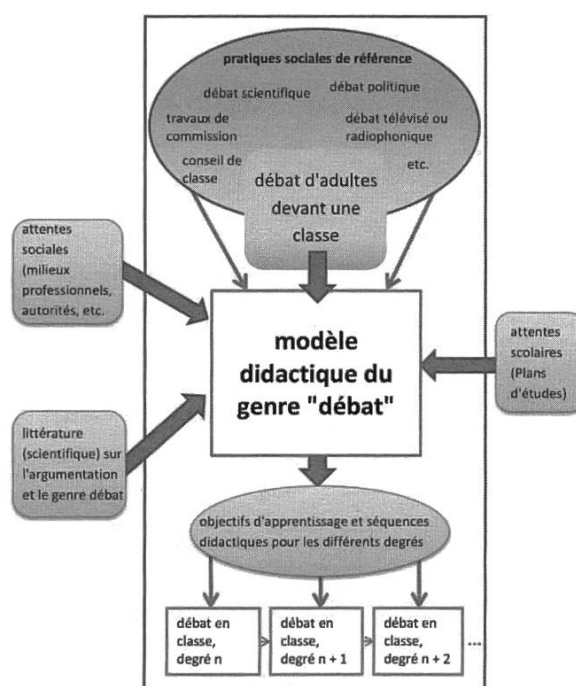 pratiques sociales de référence
débat scientifique
débat politique
travaux de
commission
débat télévisé ou
radiophonique
conseil de
classe
etc.
débat d'adultes
devant une
classe
attentes
sociales
(milieux
professionnels,
autorités, etc.
modèle
didactique du
genre "débat"
attentes
scolaires
(Plans
d'études)
littérature
(scientifique) sur
l'argumentation
et le genre débat
objectifs d'apprentissage et séquences
didactiques pour les différents degrés
débat en
classe,
degré n
débat en
classe,
degré n + 1
débat en
classe,
degré n + 2
...